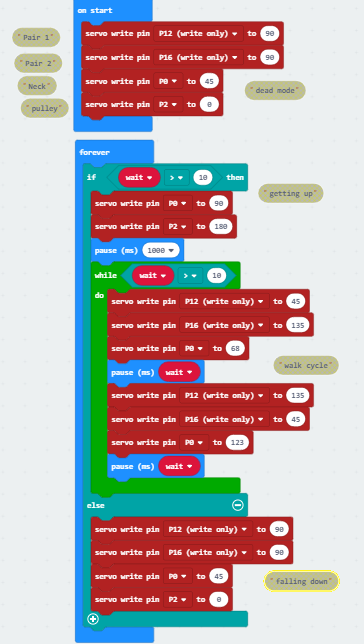 on start
servo write pin P12 (write only) to 90
servo write pin P16 (write only) to 90
servo write pin P0 to 45
servo write pin P2 to 0
" Pair 1 "
" Pair 2 "
" Neck "
" pulley "
" dead mode "
forever
if wait > 10 then
servo write pin P0 to 90
servo write pin P2 to 180
" getting up "
pause (ms) 1000
while wait > 10
do
servo write pin P12 (write only) to 45
servo write pin P16 (write only) to 135
servo write pin P0 to 68
pause (ms) wait
" walk cycle "
servo write pin P12 (write only) to 135
servo write pin P16 (write only) to 45
servo write pin P0 to 123
pause (ms) wait
else
servo write pin P12 (write only) to 90
servo write pin P16 (write only) to 90
servo write pin P0 to 45
servo write pin P2 to 0
" falling down "